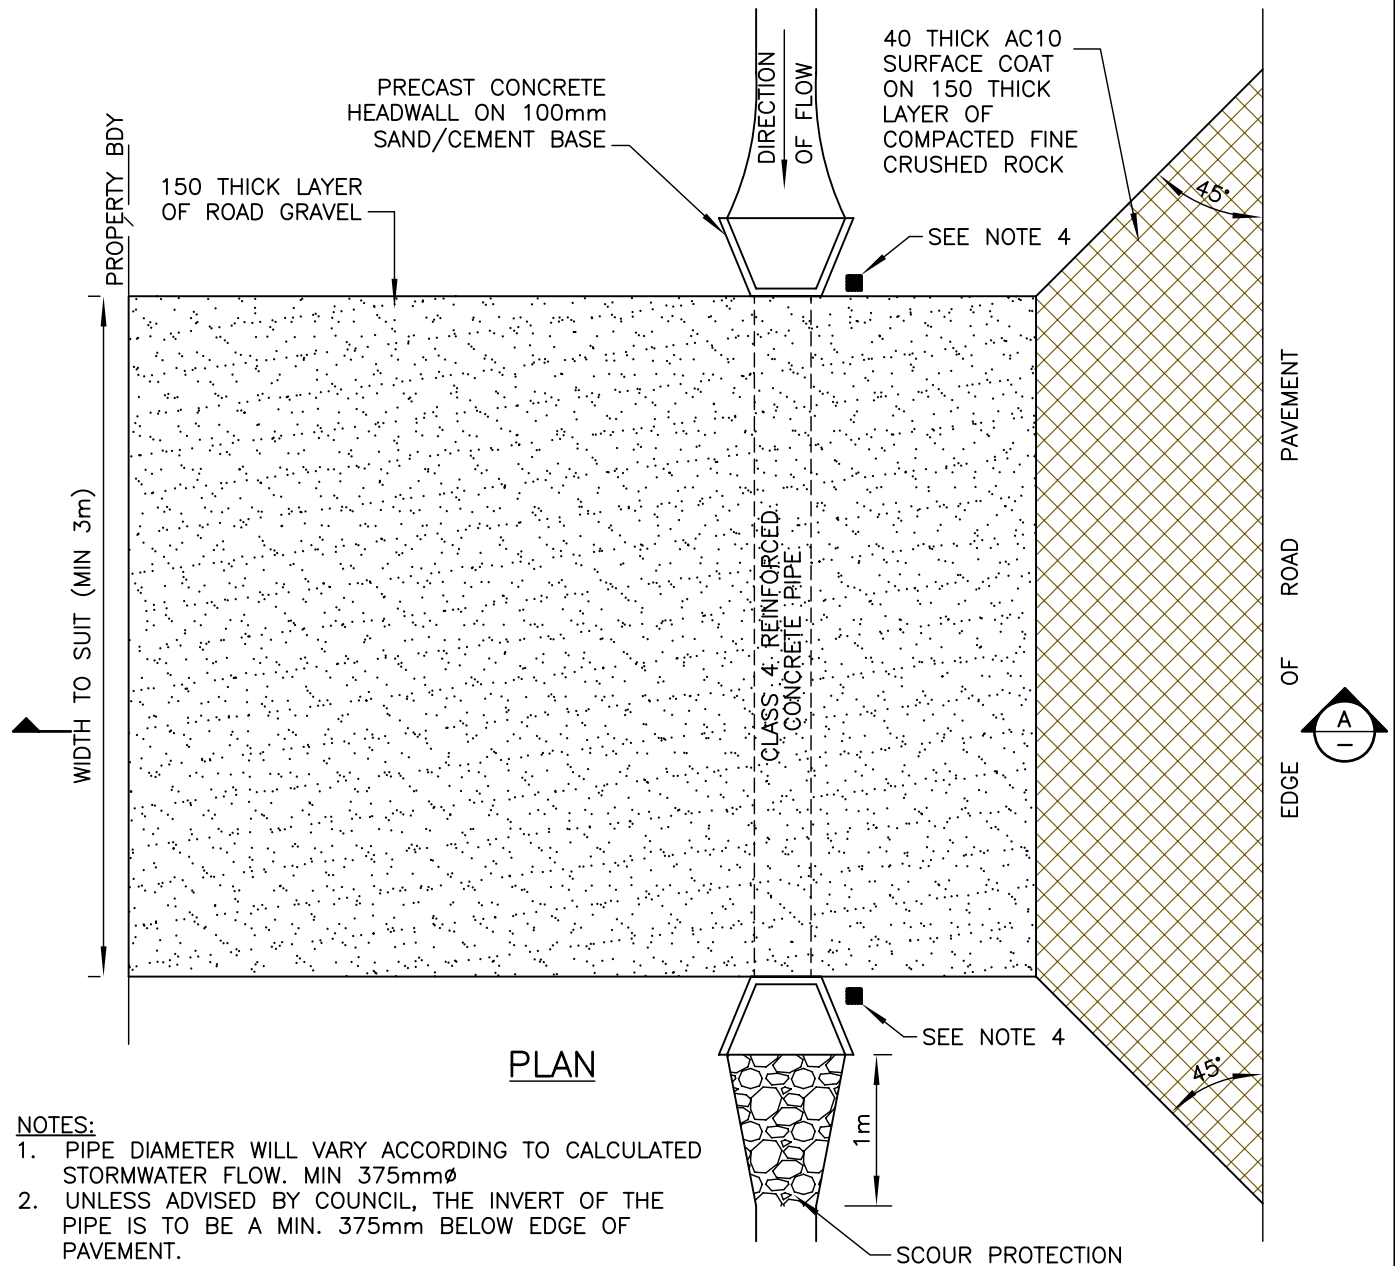 PRECAST CONCRETE
HEADWALL ON 100mm
SAND/CEMENT BASE
DIRECTION
OF FLOW
40 THICK AC10
SURFACE COAT
ON 150 THICK
LAYER OF
COMPACTED FINE
CRUSHED ROCK
PROPERTY BDY
150 THICK LAYER
OF ROAD GRAVEL
45°
SEE NOTE 4
WIDTH TO SUIT (MIN 3m)
CLASS 4 REINFORCED
CONCRETE PIPE
EDGE OF ROAD PAVEMENT
A
–
SEE NOTE 4
PLAN
45°
1m
SCOUR PROTECTION
NOTES:
1. PIPE DIAMETER WILL VARY ACCORDING TO CALCULATED
STORMWATER FLOW. MIN 375mmø
2. UNLESS ADVISED BY COUNCIL, THE INVERT OF THE
PIPE IS TO BE A MIN. 375mm BELOW EDGE OF
PAVEMENT.